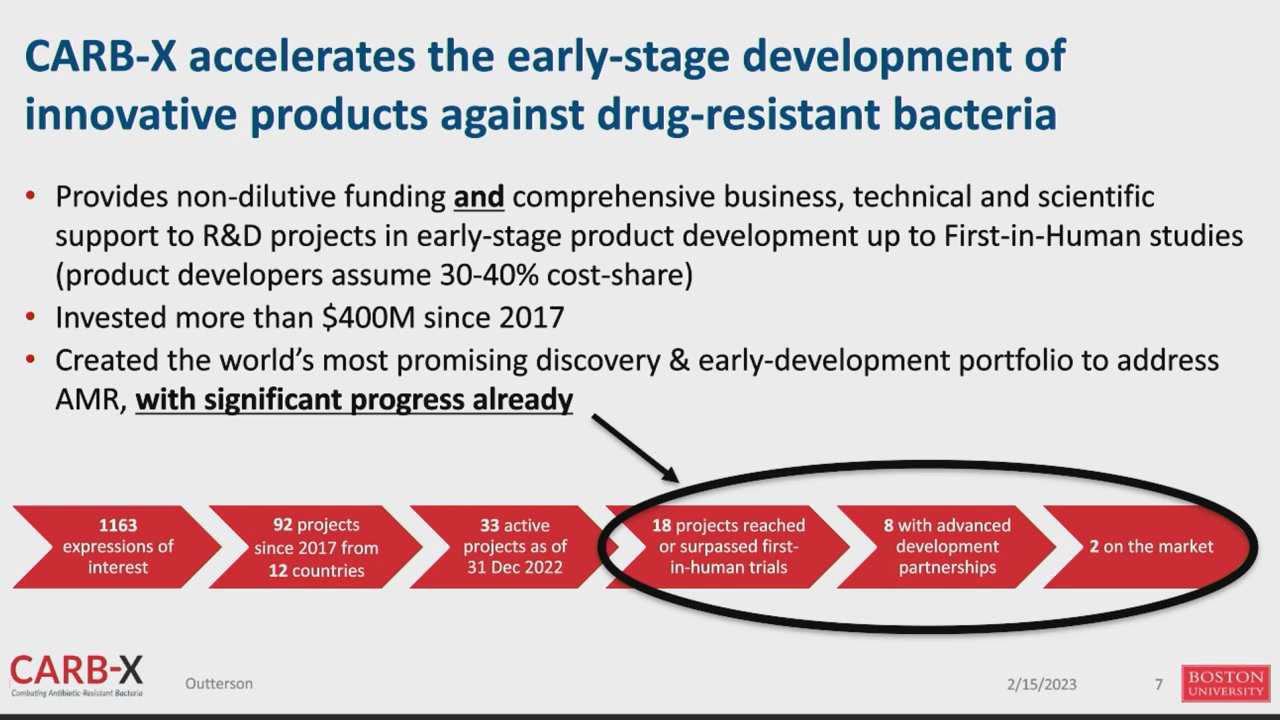 CARB-X accelerates the early-stage development of
innovative products against drug-resistant bacteria
• Provides non-dilutive funding and comprehensive business, technical and scientific
support to R&D projects in early-stage product development up to First-in-Human studies
(product developers assume 30-40% cost-share)
• Invested more than $400M since 2017
• Created the world's most promising discovery & early-development portfolio to address
AMR, with significant progress already
1163
expressions of
interest
92 projects
since 2017 from
12 countries
33 active
projects as of
31 Dec 2022
18 projects reached
or surpassed first-
in-human trials
8 with advanced
development
partnerships
2 on the market
CARB-X
Combating Antibiotic-Resistant Bacteria
Outterson
2/15/2023
7
BOSTON
UNIVERSITY